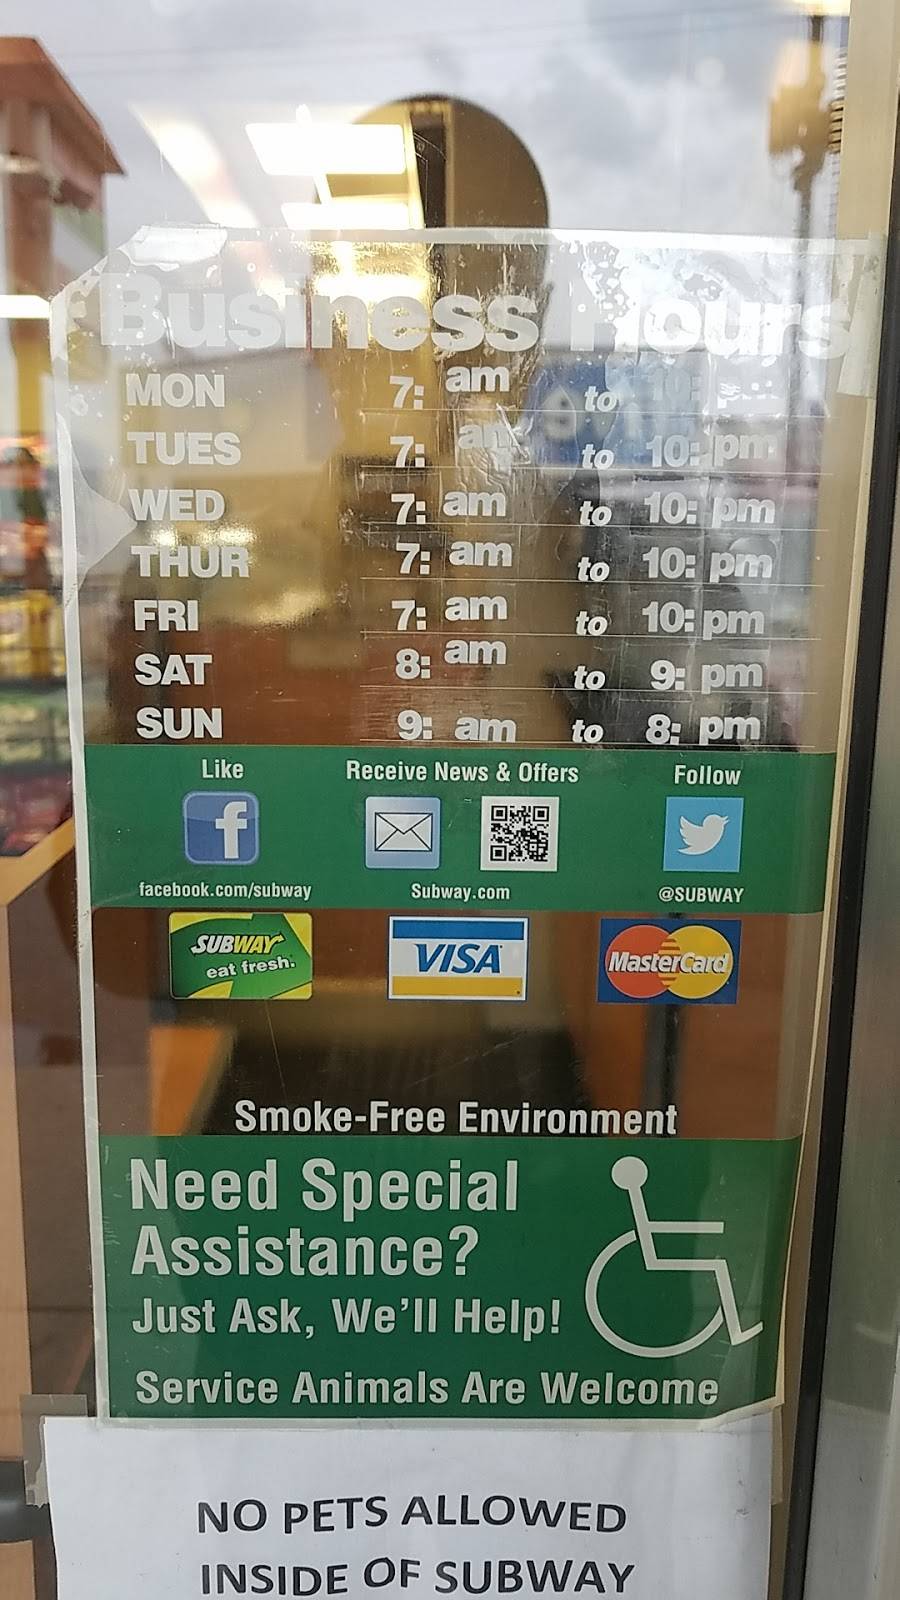 Business Hours
MON 7: am to 10:
TUES 7: am to 10: pm
WED 7: am to 10: pm
THUR 7: am to 10: pm
FRI 7: am to 10: pm
SAT 8: am to 9: pm
SUN 9: am to 8: pm
Like Receive News & Offers Follow
facebook.com/subway Subway.com @SUBWAY
SUBWAY eat fresh. VISA MasterCard
Smoke-Free Environment
Need Special
Assistance?
Just Ask, We'll Help!
Service Animals Are Welcome
NO PETS ALLOWED
INSIDE OF SUBWAY